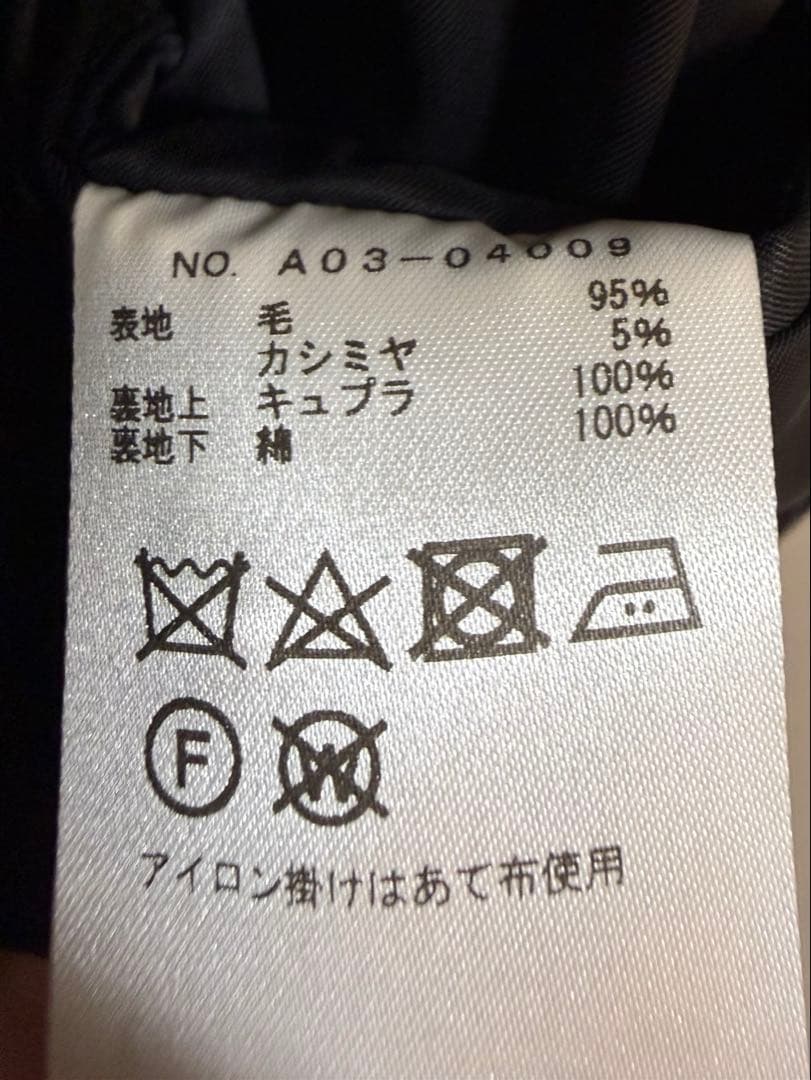 NO. A03-04009
表地 毛 95%
カシミヤ 5%
裏地上 キュプラ 100%
裏地下 綿 100%
F W
アイロン掛けはあて布使用